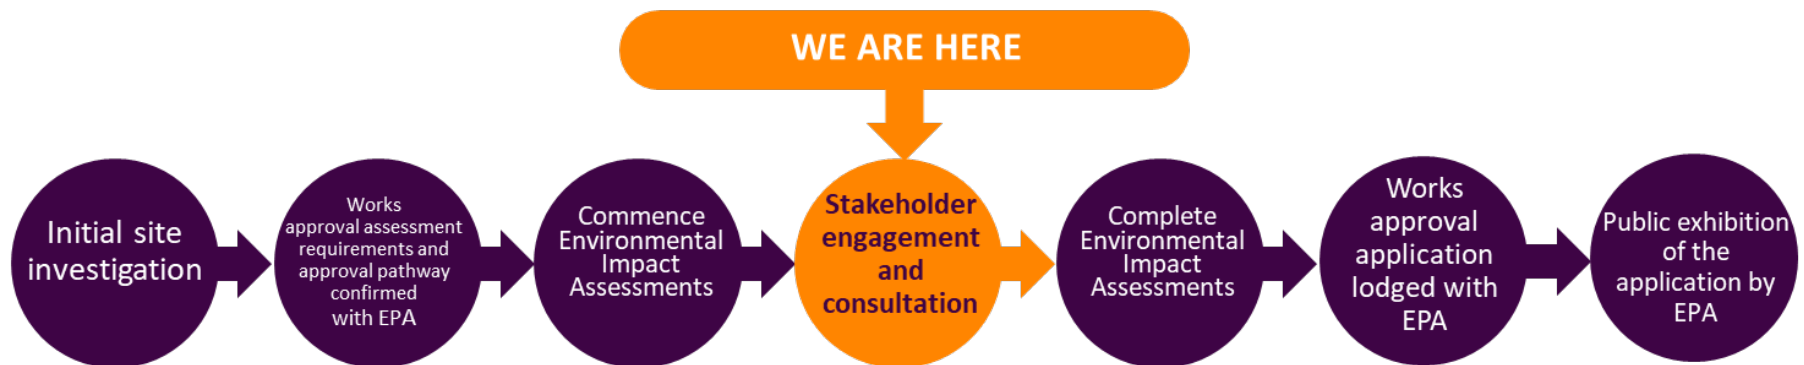 WE ARE HERE
Initial site
investigation
Works
approval assessment
requirements and
approval pathway
confirmed
with EPA
Commence
Environmental
Impact
Assessments
Stakeholder
engagement
and
consultation
Complete
Environmental
Impact
Assessments
Works
approval
application
lodged with
EPA
Public exhibition
of the
application by
EPA